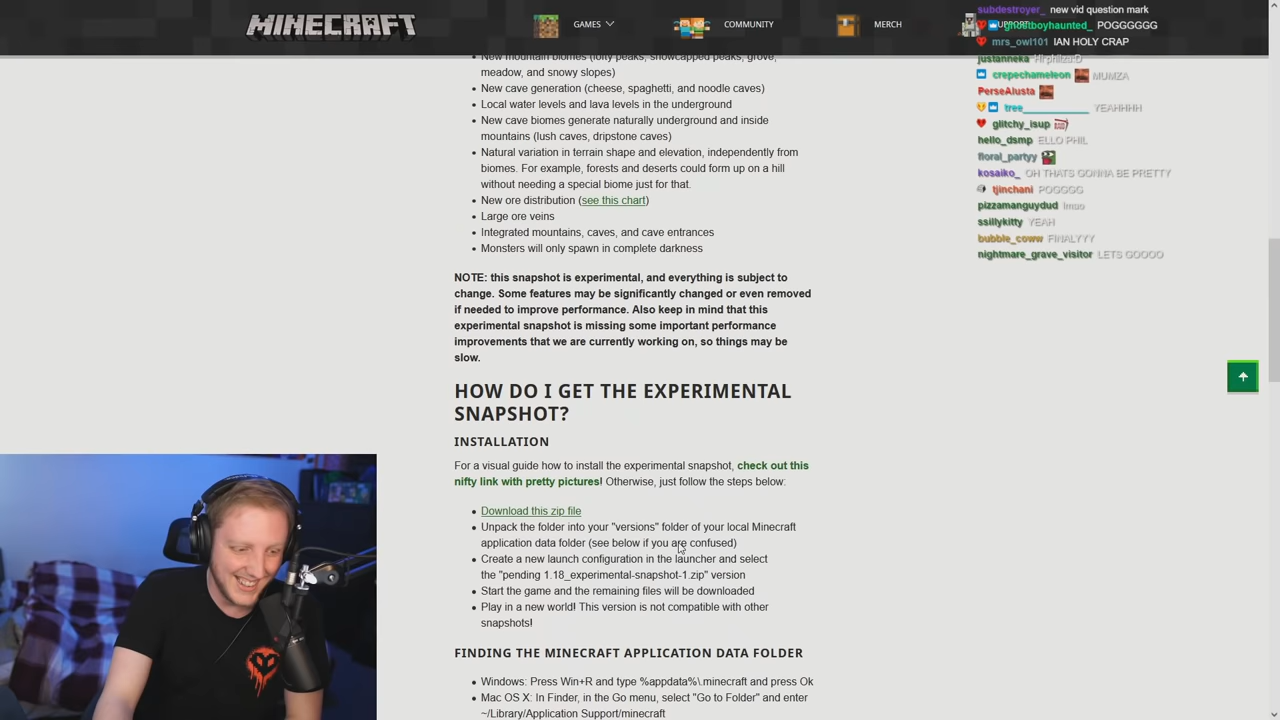 MINECRAFT
GAMES
COMMUNITY
MERCH
New mountain biomes (lofty peaks, snowcapped peaks, grove,
meadow, and snowy slopes)
New cave generation (cheese, spaghetti, and noodle caves)
Local water levels and lava levels in the underground
New cave biomes generate naturally underground and inside
mountains (lush caves, dripstone caves)
Natural variation in terrain shape and elevation, independently from
biomes. For example, forests and deserts could form up on a hill
without needing a special biome just for that.
New ore distribution (see this chart)
Large ore veins
Integrated mountains, caves, and cave entrances
Monsters will only spawn in complete darkness
NOTE: this snapshot is experimental, and everything is subject to
change. Some features may be significantly changed or even removed
if needed to improve performance. Also keep in mind that this
experimental snapshot is missing some important performance
improvements that we are currently working on, so things may be
slow.
HOW DO I GET THE EXPERIMENTAL
SNAPSHOT?
INSTALLATION
For a visual guide how to install the experimental snapshot, check out this
nifty link with pretty pictures! Otherwise, just follow the steps below:
Download this zip file
Unpack the folder into your "versions" folder of your local Minecraft
application data folder (see below if you are confused)
Create a new launch configuration in the launcher and select
the "pending 1.18_experimental-snapshot-1.zip" version
Start the game and the remaining files will be downloaded
Play in a new world! This version is not compatible with other
snapshots!
FINDING THE MINECRAFT APPLICATION DATA FOLDER
Windows: Press Win+R and type %appdata%\.minecraft and press Ok
Mac OS X: In Finder, in the Go menu, select "Go to Folder" and enter
~/Library/Application Support/minecraft
subdestroyer_ new vid question mark
ghostboyhaunted_ POGGGGGG
mrs_owl101 IAN HOLY CRAP
justanneka Hi philza:D
crepechameleon MUMZA
PerseAlusta
tree____________ YEAHHHH
glitchy_isup
hello_dsmp ELLO PHIL
floral_partyy
kosaiko_ OH THATS GONNA BE PRETTY
tjinchani POGGGG
pizzamanguydud lmuo
ssillykitty YEAH
bubble_coww FINALYYY
nightmare_grave_visitor LETS GOOOO